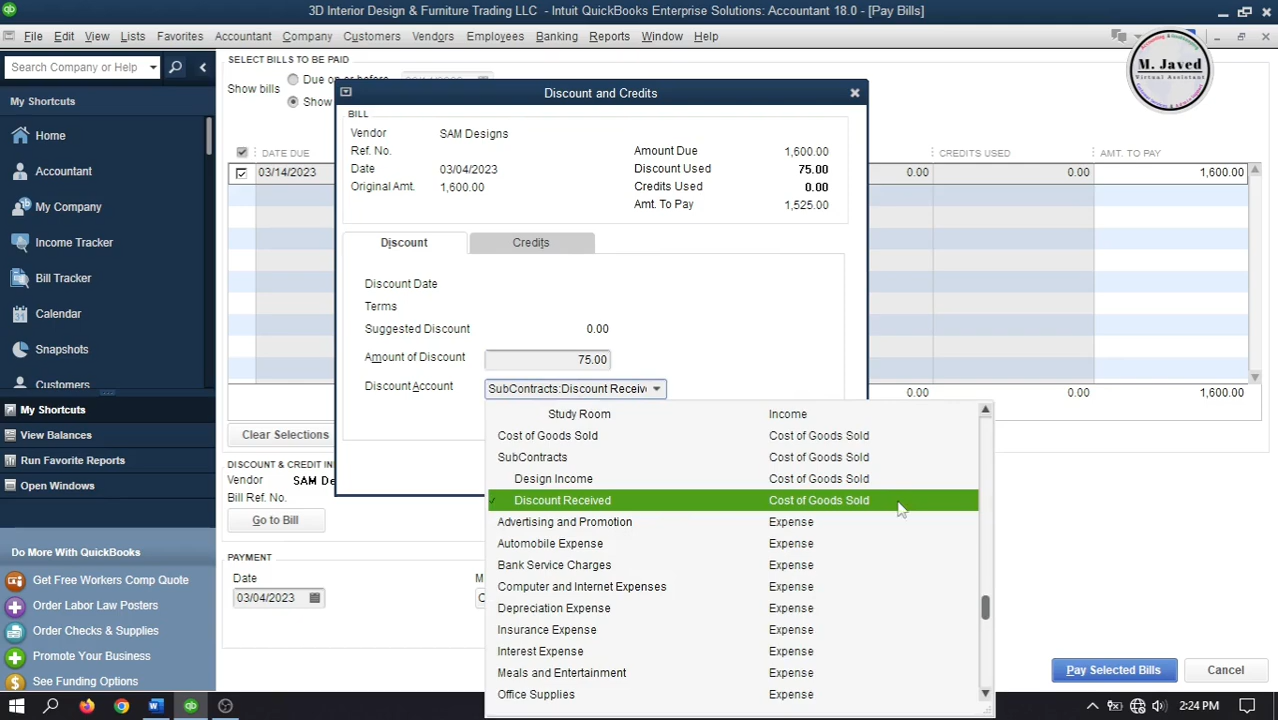 3D Interior Design & Furniture Trading LLC - Intuit QuickBooks Enterprise Solutions: Accountant 18.0 - [Pay Bills]
File Edit View Lists Favorites Accountant Company Customers Vendors Employees Banking Reports Window Help
M. Javed
Virtual Assistant
Search Company or Help
My Shortcuts
Home
Accountant
My Company
Income Tracker
Bill Tracker
Calendar
Snapshots
Customers
My Shortcuts
View Balances
Run Favorite Reports
Open Windows
Do More With QuickBooks
Get Free Workers Comp Quote
Order Labor Law Posters
Order Checks & Supplies
Promote Your Business
See Funding Options
SELECT BILLS TO BE PAID
Show bills
Due on or before
Show
DATE DUE CREDITS USED AMT. TO PAY
03/14/2023 0.00 0.00 1,600.00
0.00 0.00 1,600.00
Clear Selections
DISCOUNT & CREDIT IN
Vendor SAM De
Bill Ref. No.
Go to Bill
PAYMENT
Date
03/04/2023
Discount and Credits
BILL
Vendor SAM Designs
Ref. No. Amount Due 1,600.00
Date 03/04/2023 Discount Used 75.00
Original Amt. 1,600.00 Credits Used 0.00
Amt. To Pay 1,525.00
Discount Credits
Discount Date
Terms
Suggested Discount 0.00
Amount of Discount 75.00
Discount Account SubContracts:Discount Receiv
Study Room Income
Cost of Goods Sold Cost of Goods Sold
SubContracts Cost of Goods Sold
Design Income Cost of Goods Sold
Discount Received Cost of Goods Sold
Advertising and Promotion Expense
Automobile Expense Expense
Bank Service Charges Expense
Computer and Internet Expenses Expense
Depreciation Expense Expense
Insurance Expense Expense
Interest Expense Expense
Meals and Entertainment Expense
Office Supplies Expense
Pay Selected Bills Cancel
2:24 PM